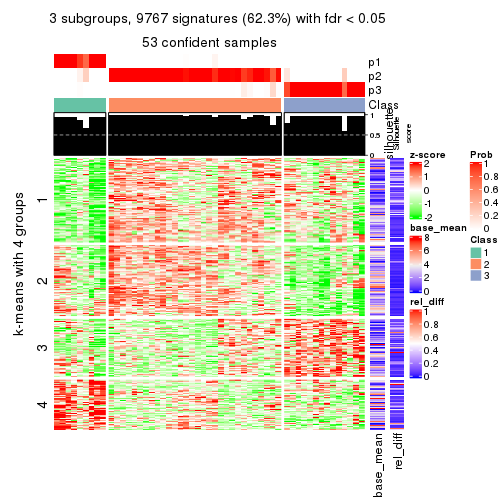 3 subgroups, 9767 signatures (62.3%) with fdr < 0.05
53 confident samples
p1
p2
p3
Class
1
0.5
0
silhouette
Silhouette
score
k-means with 4 groups
1
2
3
4
base_mean
rel_diff
z-score
2
1
0
-1
-2
base_mean
8
6
4
2
0
rel_diff
1
0.8
0.6
0.4
0.2
0
Prob
1
0.8
0.6
0.4
0.2
0
Class
1
2
3